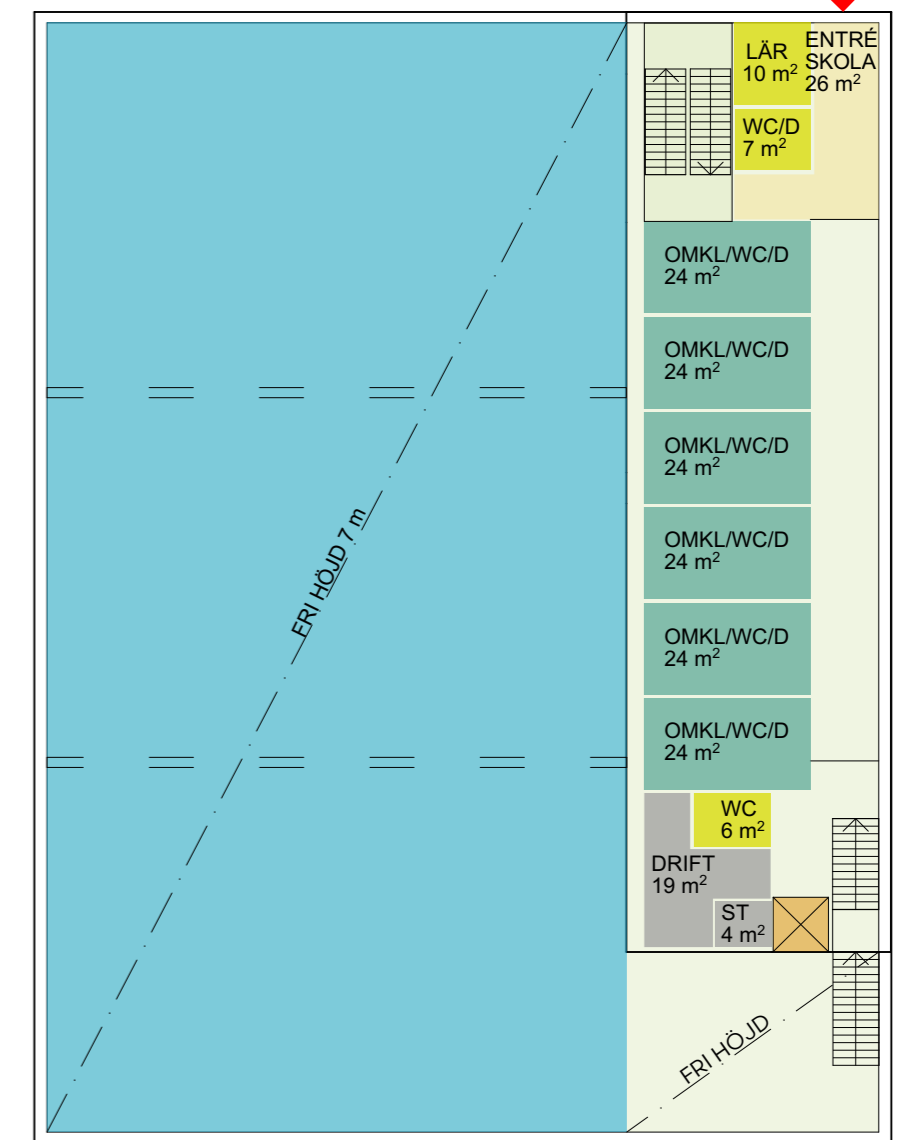 LÄR
10 m²
ENTRÉ
SKOLA
26 m²
WC/D
7 m²
OMKL/WC/D
24 m²
OMKL/WC/D
24 m²
OMKL/WC/D
24 m²
OMKL/WC/D
24 m²
OMKL/WC/D
24 m²
OMKL/WC/D
24 m²
FRI HÖJD 7 m
WC
6 m²
DRIFT
19 m²
ST
4 m²
FRI HÖJD